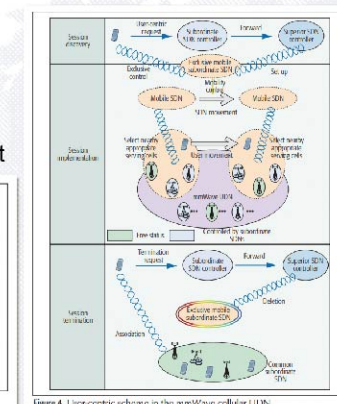 t
User-centric
request
Forward
Session
discovery
Subordinate
SDN controller
Superior SDN
controller
Exclusive mobile
subordinate SDN
Exclusive
control
Mobility
control
Set up
Mobile SDN
Mobile SDN
SDN movement
Session
implementation
Select nearby
appropriate
serving cells
Select nearby
appropriate
serving cells
User movement
mmWave UDN
Free status
Controlled by subordinate
SDNs
Termination
request
Forward
Subordinate
SDN controller
Superior SDN
controller
Deletion
Session
termination
Exclusive mobile
subordinate SDN
Association
Common
subordinate
SDN
Figure 4. User-centric scheme in the mmWave cellular UDN.